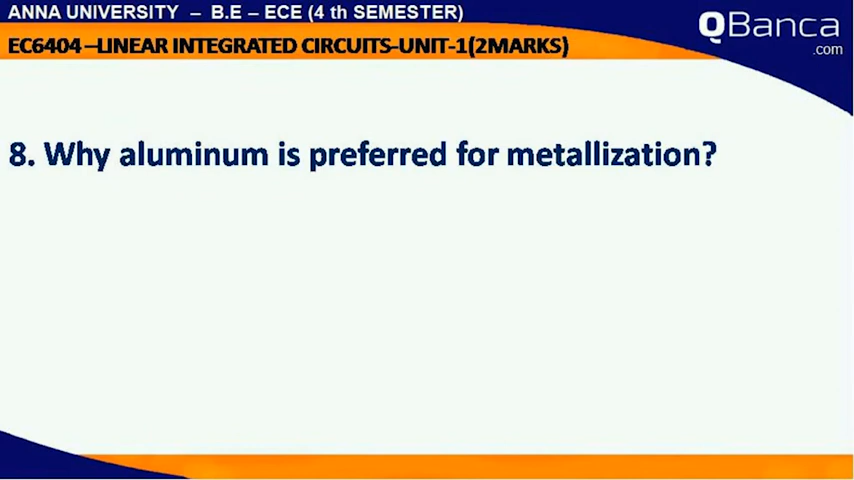 ANNA UNIVERSITY – B.E – ECE (4 th SEMESTER)
EC6404 –LINEAR INTEGRATED CIRCUITS-UNIT-1(2MARKS)
QBanca
.com
8. Why aluminum is preferred for metallization?